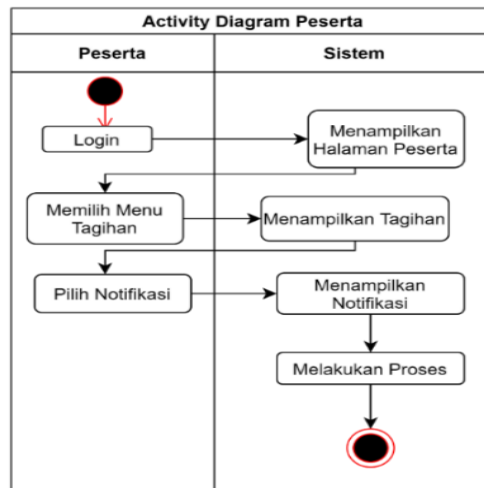 Activity Diagram Peserta
Peserta
Sistem
Login
Menampilkan
Halaman Peserta
Memilih Menu
Tagihan
Menampilkan Tagihan
Pilih Notifikasi
Menampilkan
Notifikasi
Melakukan Proses